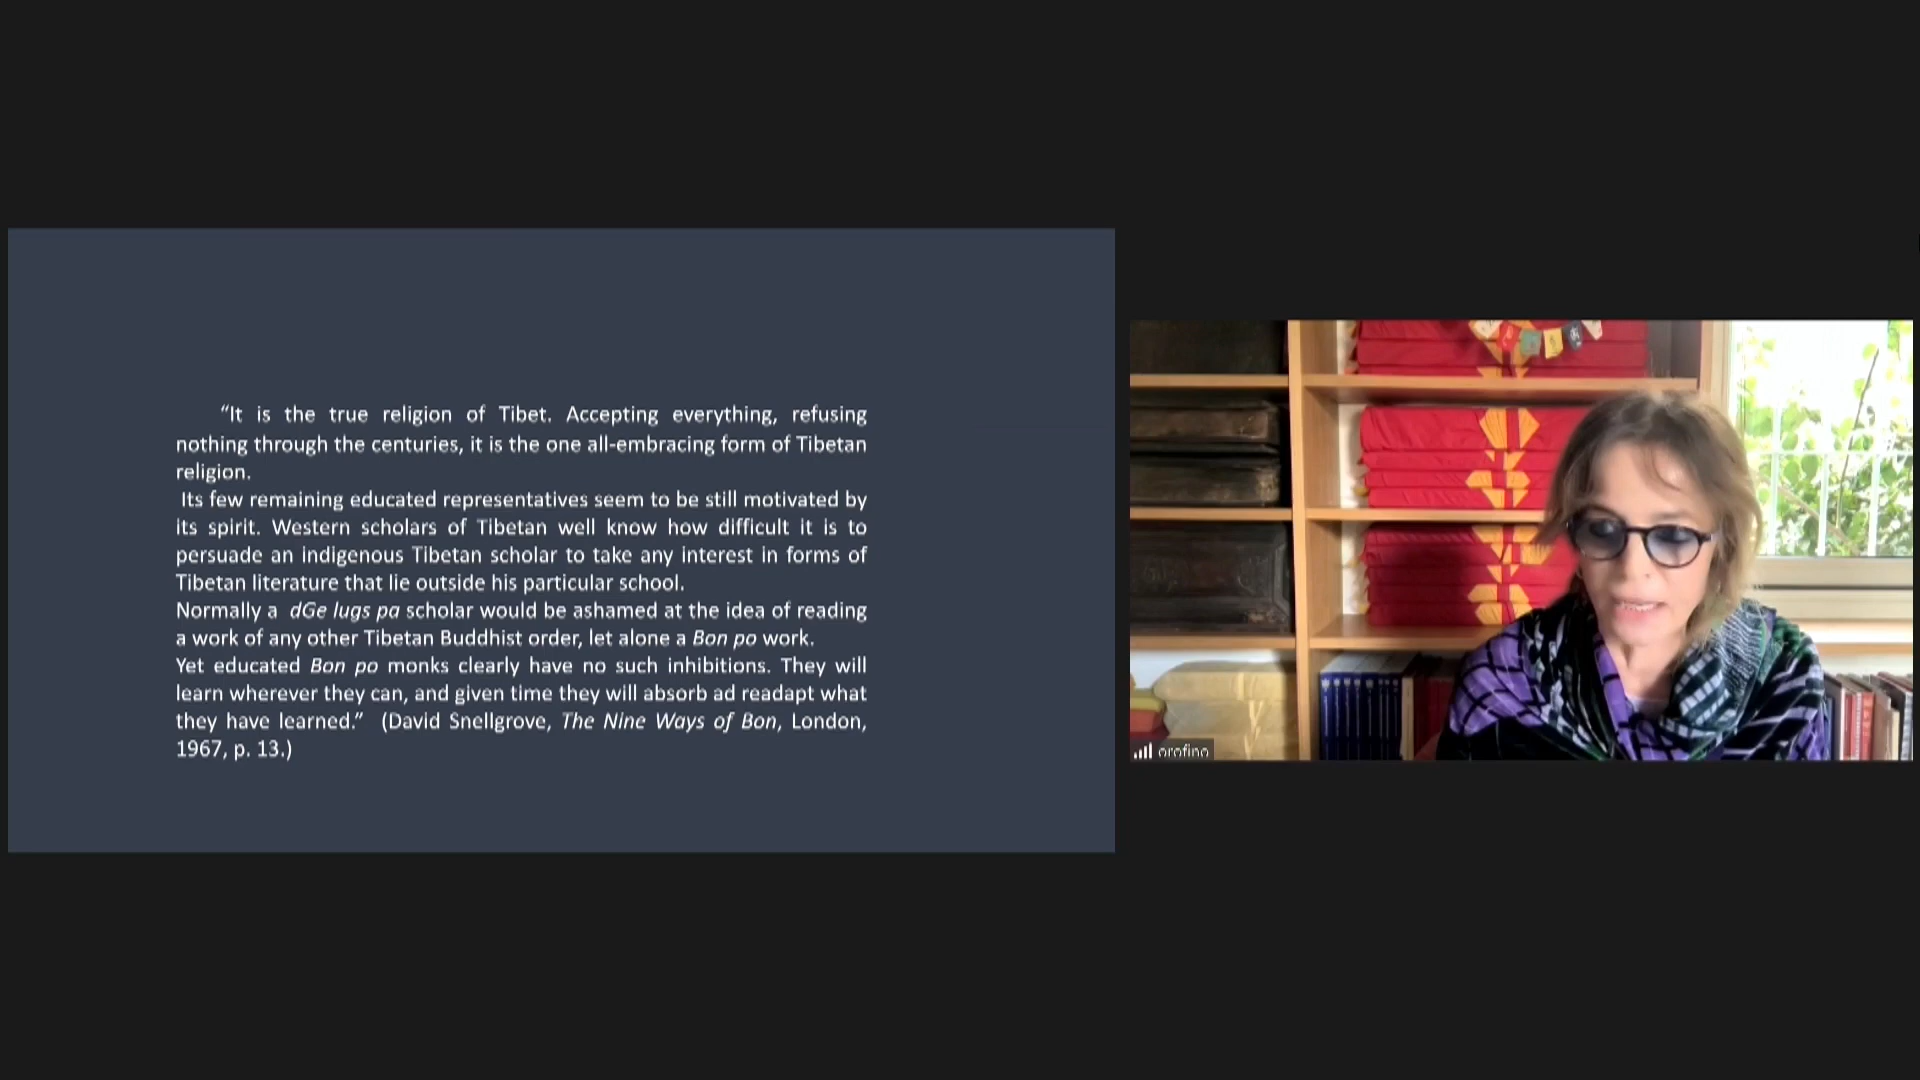 “It is the true religion of Tibet. Accepting everything, refusing
nothing through the centuries, it is the one all-embracing form of Tibetan
religion.
Its few remaining educated representatives seem to be still motivated by
its spirit. Western scholars of Tibetan well know how difficult it is to
persuade an indigenous Tibetan scholar to take any interest in forms of
Tibetan literature that lie outside his particular school.
Normally a dGe lugs pa scholar would be ashamed at the idea of reading
a work of any other Tibetan Buddhist order, let alone a Bon po work.
Yet educated Bon po monks clearly have no such inhibitions. They will
learn wherever they can, and given time they will absorb ad readapt what
they have learned.” (David Snellgrove, The Nine Ways of Bon, London,
1967, p. 13.)
orofino